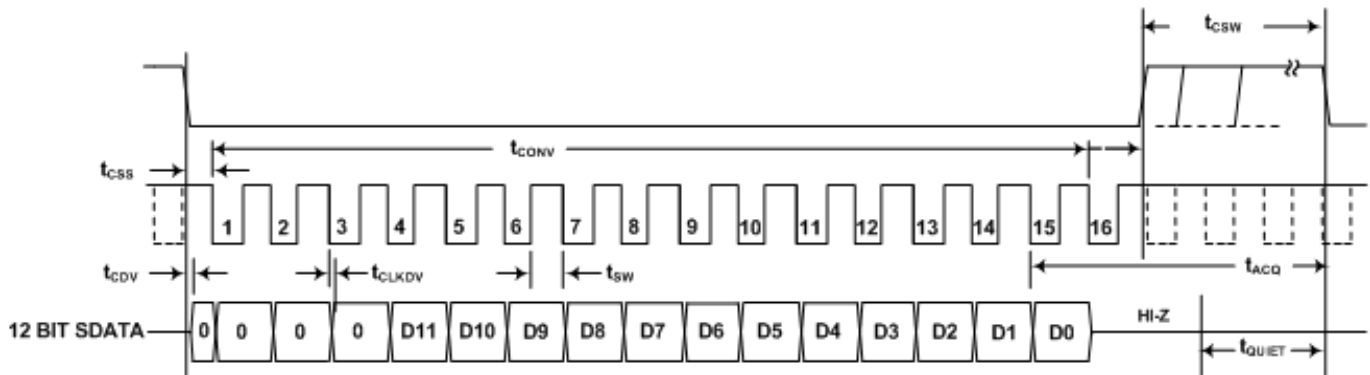 tCSW
tCONV
tCSS
1 2 3 4 5 6 7 8 9 10 11 12 13 14 15 16
tCDV tCLKDV tSW tACQ
12 BIT SDATA 0 0 0 0 D11 D10 D9 D8 D7 D6 D5 D4 D3 D2 D1 D0 HI-Z
tQUIET